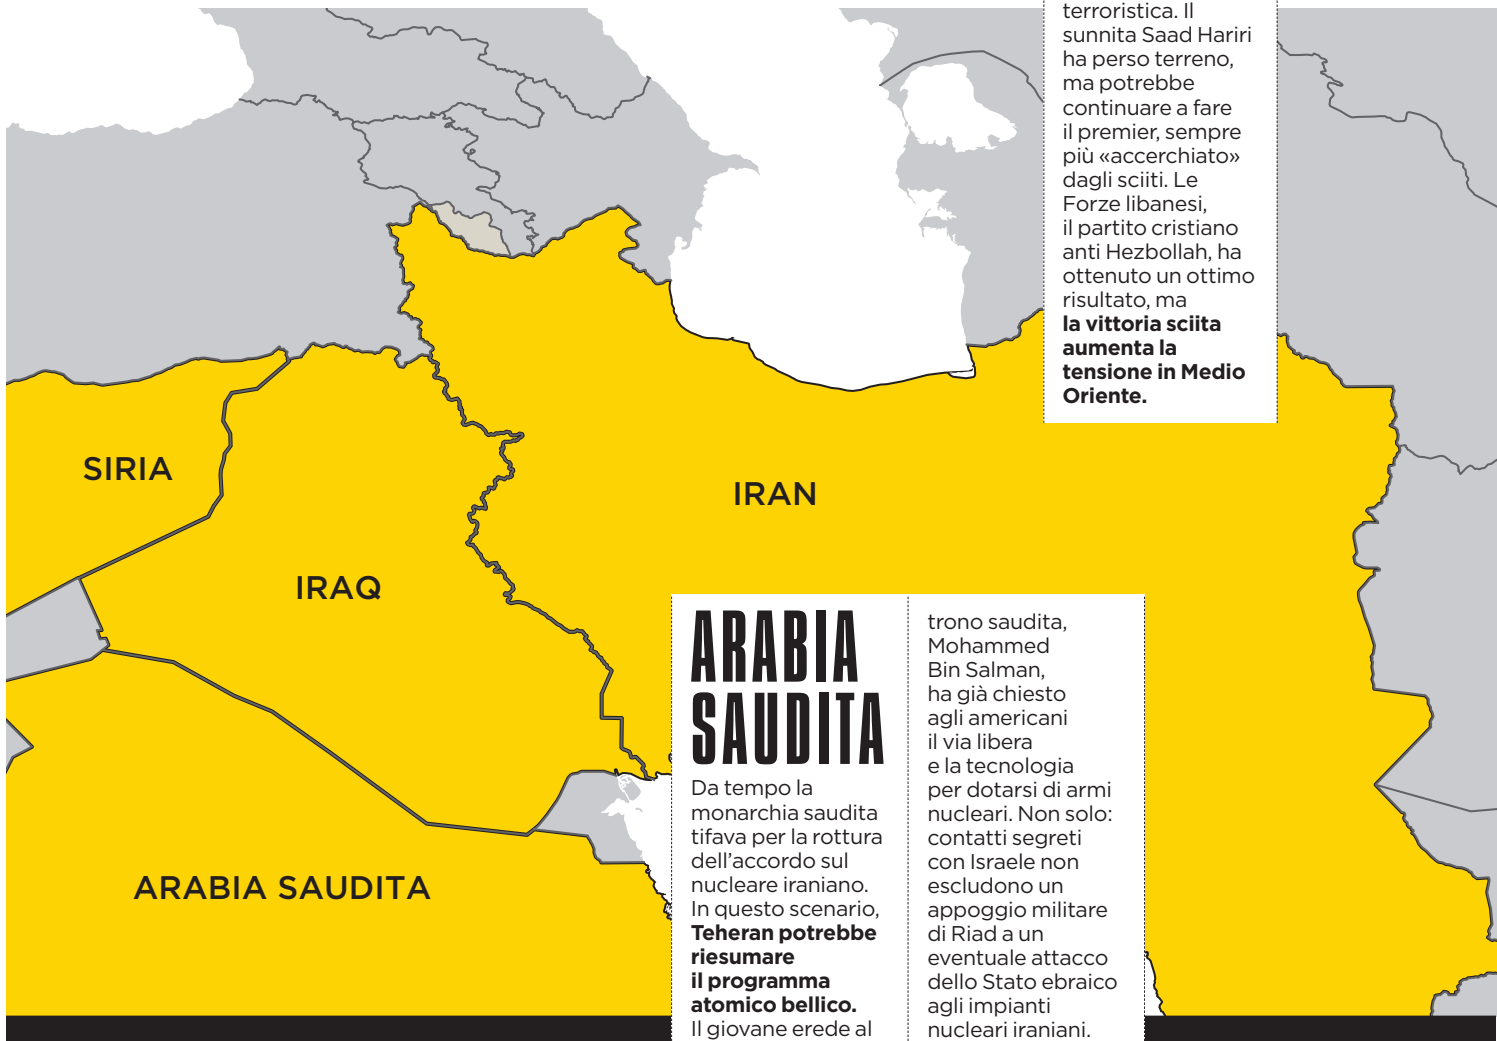 terroristica. Il
sunnita Saad Hariri
ha perso terreno,
ma potrebbe
continuare a fare
il premier, sempre
più «accerchiato»
dagli sciiti. Le
Forze libanesi,
il partito cristiano
anti Hezbollah, ha
ottenuto un ottimo
risultato, ma
la vittoria sciita
aumenta la
tensione in Medio
Oriente.
SIRIA
IRAN
IRAQ
ARABIA SAUDITA
ARABIA
SAUDITA
Da tempo la
monarchia saudita
tifava per la rottura
dell’accordo sul
nucleare iraniano.
In questo scenario,
Teheran potrebbe
riesumare
il programma
atomico bellico.
Il giovane erede al
trono saudita,
Mohammed
Bin Salman,
ha già chiesto
agli americani
il via libera
e la tecnologia
per dotarsi di armi
nucleari. Non solo:
contatti segreti
con Israele non
escludono un
appoggio militare
di Riad a un
eventuale attacco
dello Stato ebraico
agli impianti
nucleari iraniani.